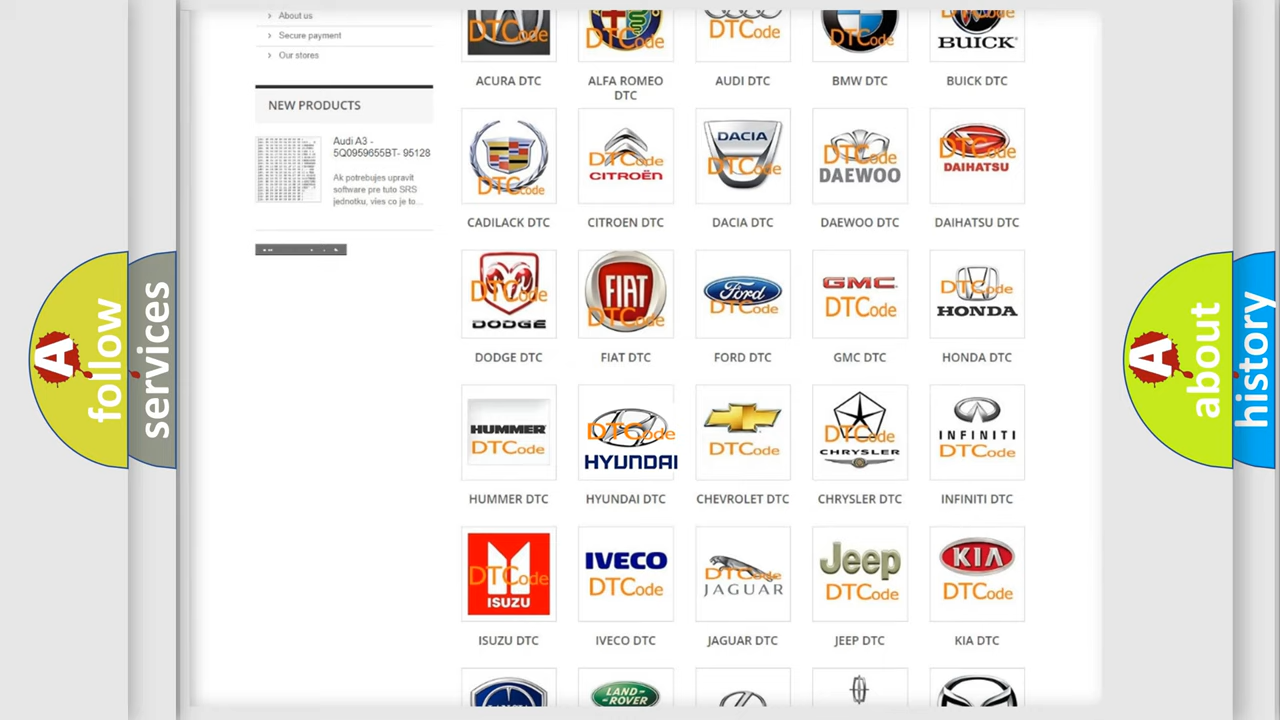 About us
Secure payment
Our stores
NEW PRODUCTS
Audi A3 -
5Q0959655BT- 95128
Ak potrebujes upravit
software pre tuto SRS
jednotku, vies co je to...
DTCode DTCode DTCode DTCode BUICK
ACURA DTC ALFA ROMEO DTC AUDI DTC BMW DTC BUICK DTC
DTCode DTCode CITROËN DACIA DTCode DTCode DAEWOO DTCode DAIHATSU
CADILACK DTC CITROEN DTC DACIA DTC DAEWOO DTC DAIHATSU DTC
DTCode DODGE FIAT DTCode Ford DTCode GMC DTCode DTCode HONDA
DODGE DTC FIAT DTC FORD DTC GMC DTC HONDA DTC
HUMMER DTCode DTCode HYUNDAI DTCode DTCode CHRYSLER INFINITI DTCode
HUMMER DTC HYUNDAI DTC CHEVROLET DTC CHRYSLER DTC INFINITI DTC
DTCode ISUZU IVECO DTCode DTCode JAGUAR Jeep DTCode KIA DTCode
ISUZU DTC IVECO DTC JAGUAR DTC JEEP DTC KIA DTC
LAND-
ROVER
A follow
services
A about
history